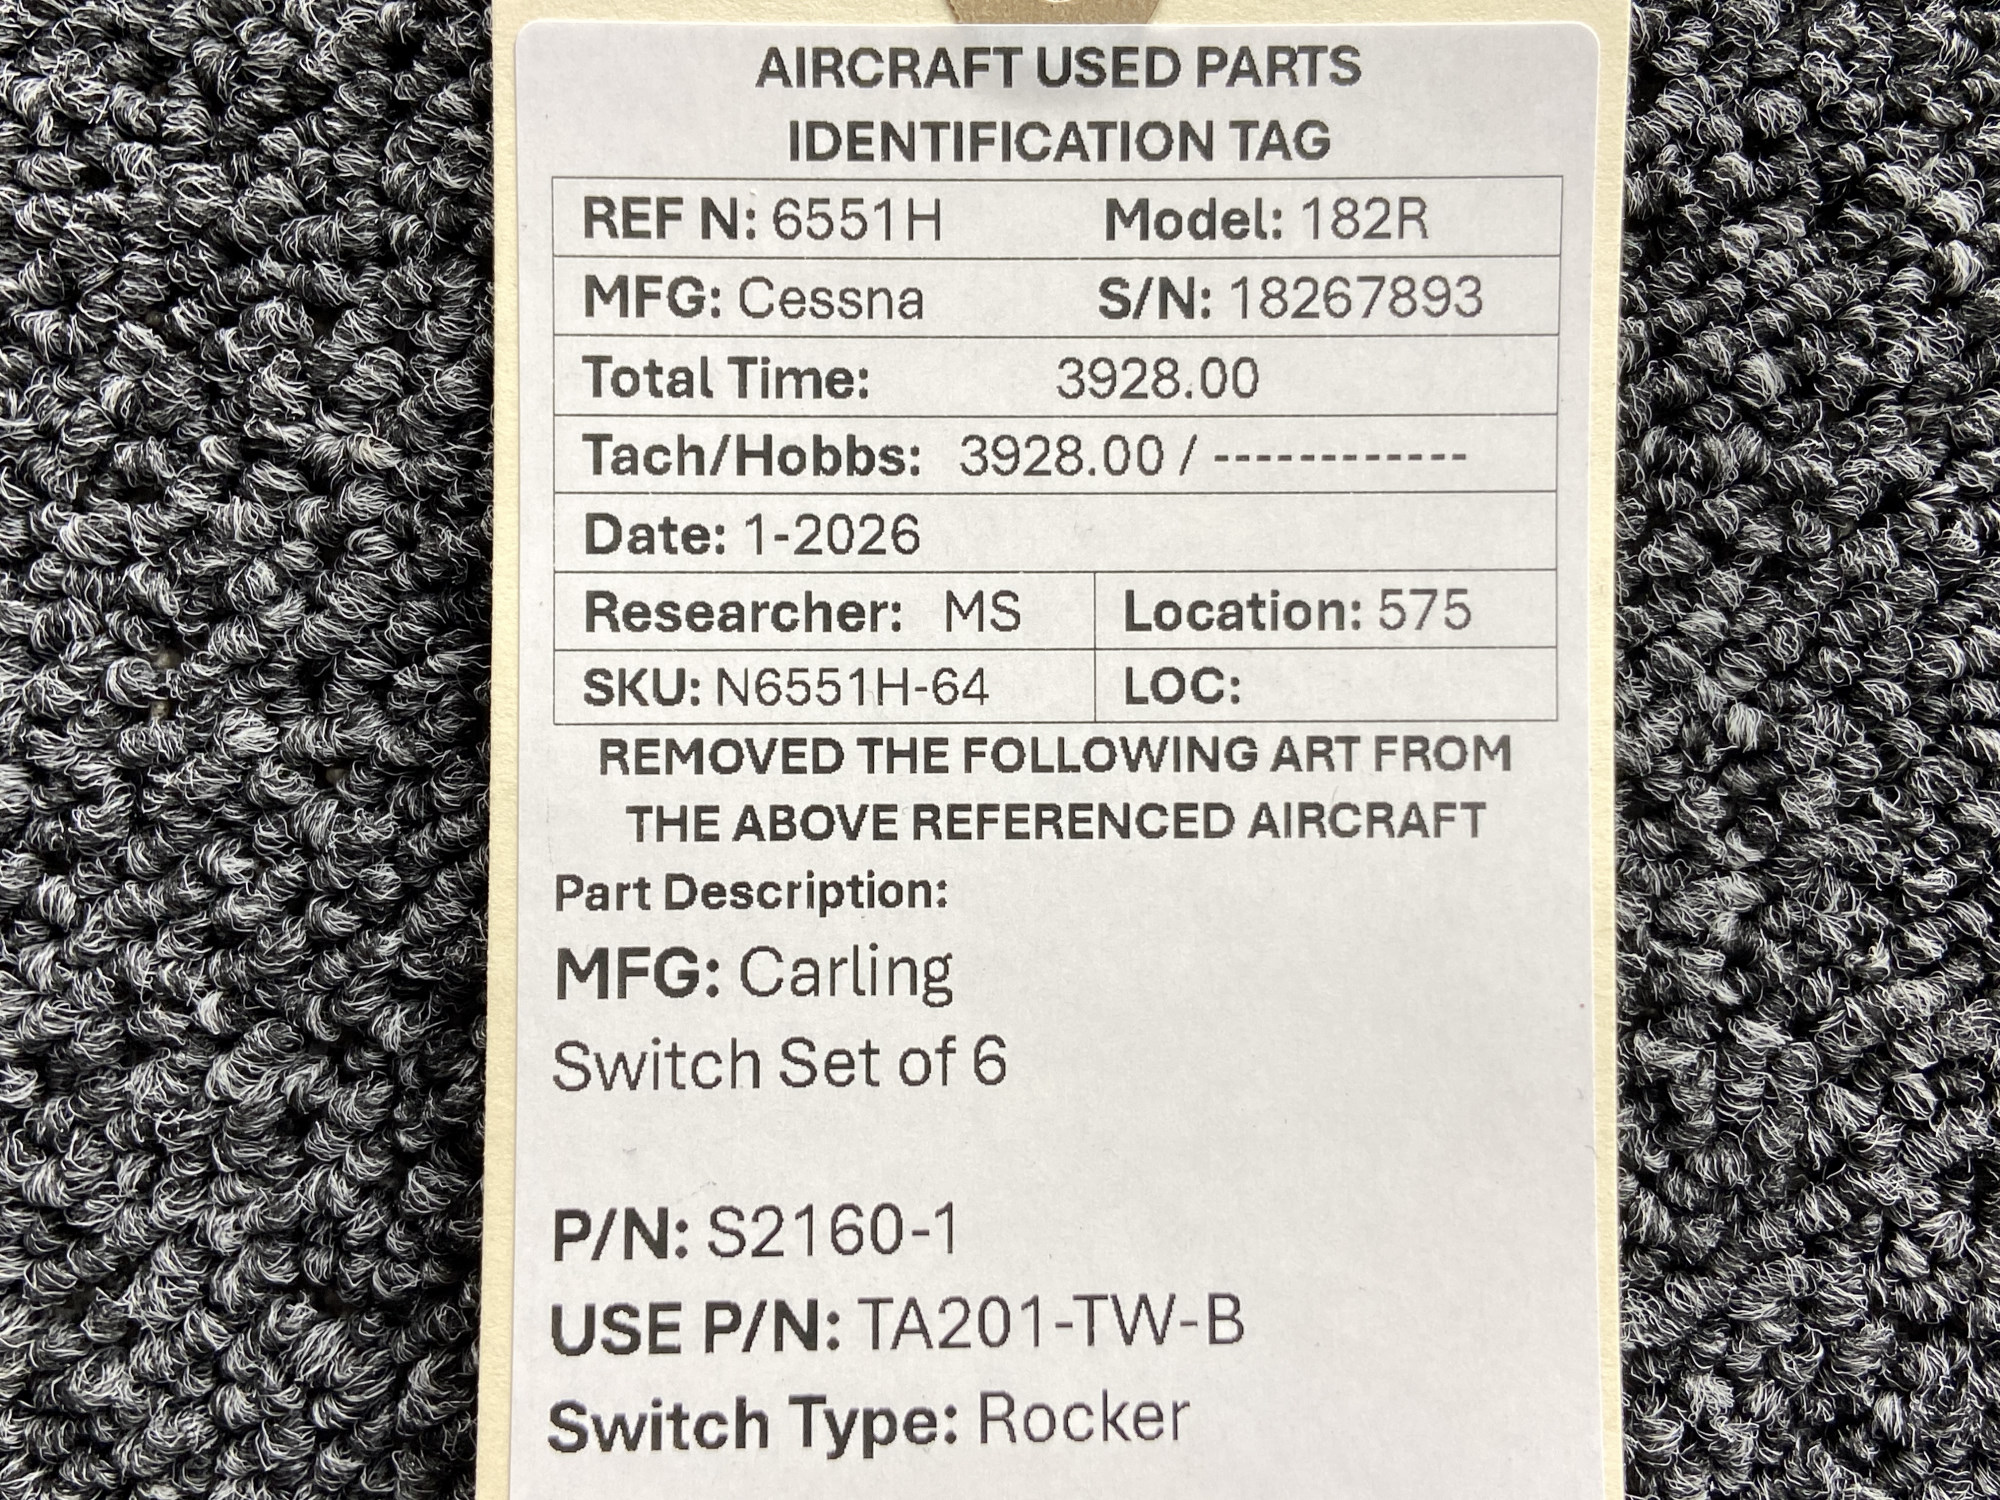 AIRCRAFT USED PARTS
IDENTIFICATION TAG
REF N: 6551H Model: 182R
MFG: Cessna S/N: 18267893
Total Time: 3928.00
Tach/Hobbs: 3928.00 / ------------
Date: 1-2026
Researcher: MS Location: 575
SKU: N6551H-64 LOC:
REMOVED THE FOLLOWING ART FROM
THE ABOVE REFERENCED AIRCRAFT
Part Description:
MFG: Carling
Switch Set of 6
P/N: S2160-1
USE P/N: TA201-TW-B
Switch Type: Rocker